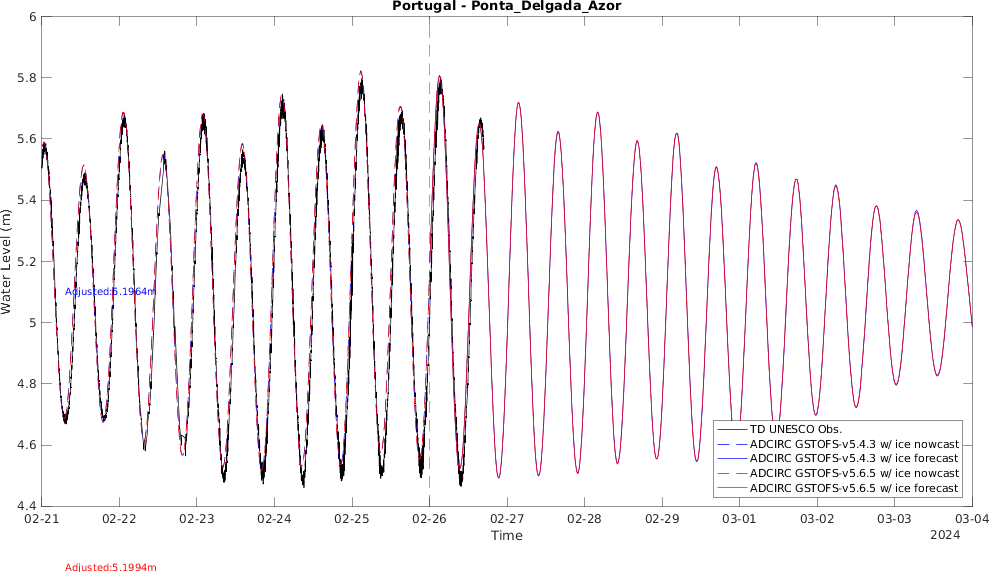 Portugal - Ponta_Delgada_Azor
6
5.8
5.6
5.4
5.2
5
4.8
4.6
4.4
Water Level (m)
Adjusted:5.1964m
TD UNESCO Obs.
ADCIRC GSTOFS-v5.4.3 w/ ice nowcast
ADCIRC GSTOFS-v5.4.3 w/ ice forecast
ADCIRC GSTOFS-v5.6.5 w/ ice nowcast
ADCIRC GSTOFS-v5.6.5 w/ ice forecast
02-21 02-22 02-23 02-24 02-25 02-26 02-27 02-28 02-29 03-01 03-02 03-03 03-04
Time
2024
Adjusted:5.1994m